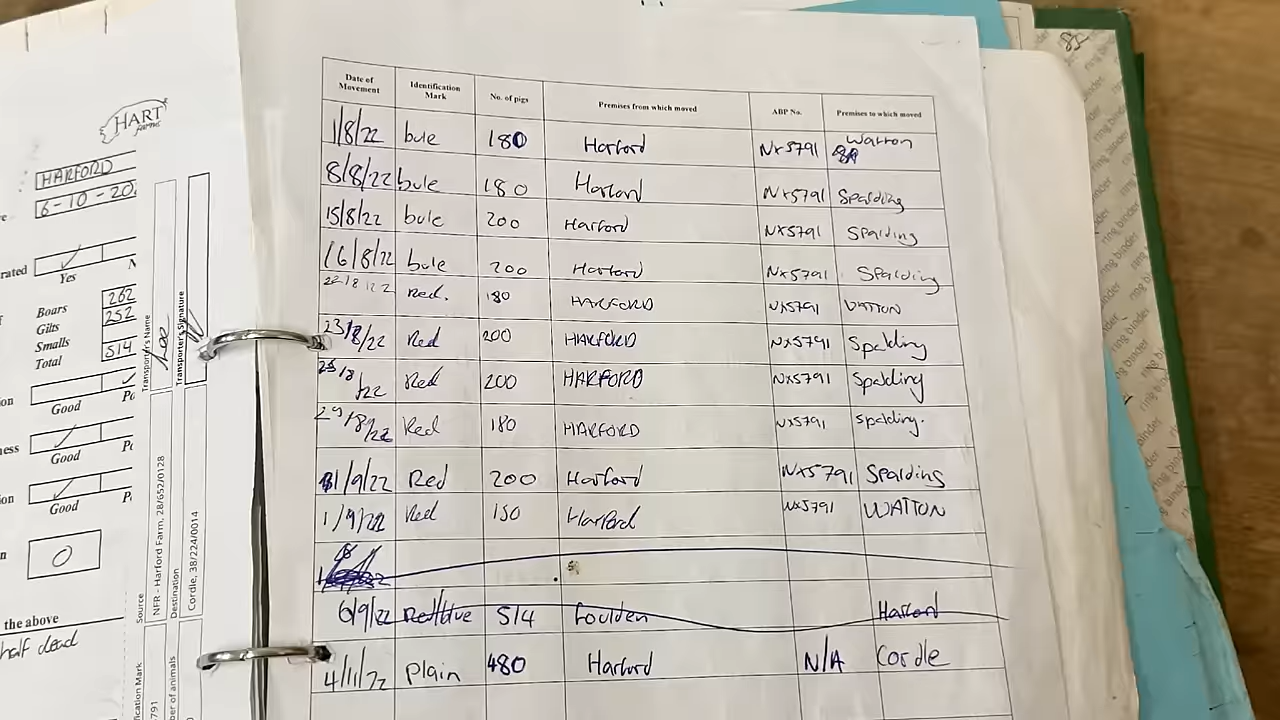 HART
farms
HARFORD
6-10-20
rated
Yes
Boars 262
Gilts 252
Smalls
Total 514
Good
Good
Good
0
the above
half dead
Transporter's Name
Lee
Transporter's Signature
Source
NFR - Harford Farm, 28/652/0128
Destination
Cordle, 38/224/0014
ring binder
Date of Movement Identification Mark No. of pigs Premises from which moved ABP No. Premises to which moved
1/8/22 bule 180 Harford NX5791 Watton
8/8/22 bule 180 Harford NX5791 Spalding
15/8/22 bule 200 Harford NX5791 Spalding
16/8/22 bule 200 Harford NX5791 Spalding
22/8/22 Red. 180 HARFORD NX5791 WATTON
23/8/22 Red 200 HARFORD NX5791 Spalding
25/8/22 Red 200 HARFORD NX5791 Spalding
29/8/22 Red 180 HARFORD NX5791 Spalding.
1/9/22 Red 200 Harford NX5791 Spalding
1/9/22 Red 150 Harford NX5791 WATTON
6/9/22 Red/blue 514 Foulden Harford
4/11/22 Plain 480 Harford N/A Cordle